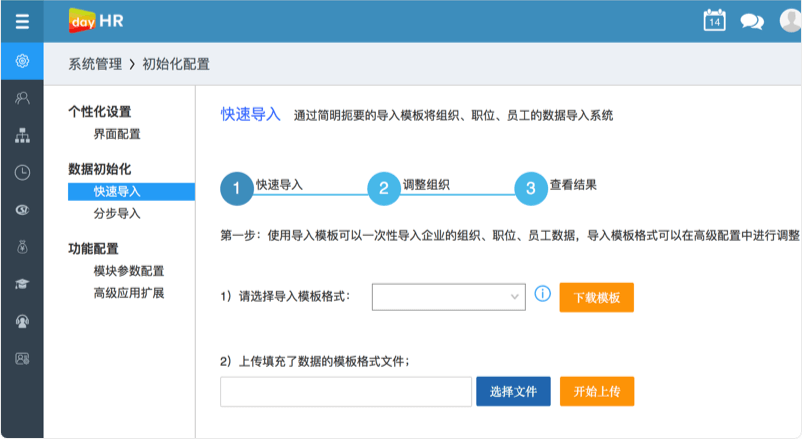 day HR
14
系统管理 > 初始化配置
个性化设置
界面配置
数据初始化
快速导入
分步导入
功能配置
模块参数配置
高级应用扩展
快速导入 通过简明扼要的导入模板将组织、职位、员工的数据导入系统
1 快速导入 2 调整组织 3 查看结果
第一步：使用导入模板可以一次性导入企业的组织、职位、员工数据，导入模板格式可以在高级配置中进行调整
1）请选择导入模板格式： 下载模板
2）上传填充了数据的模板格式文件；
选择文件 开始上传